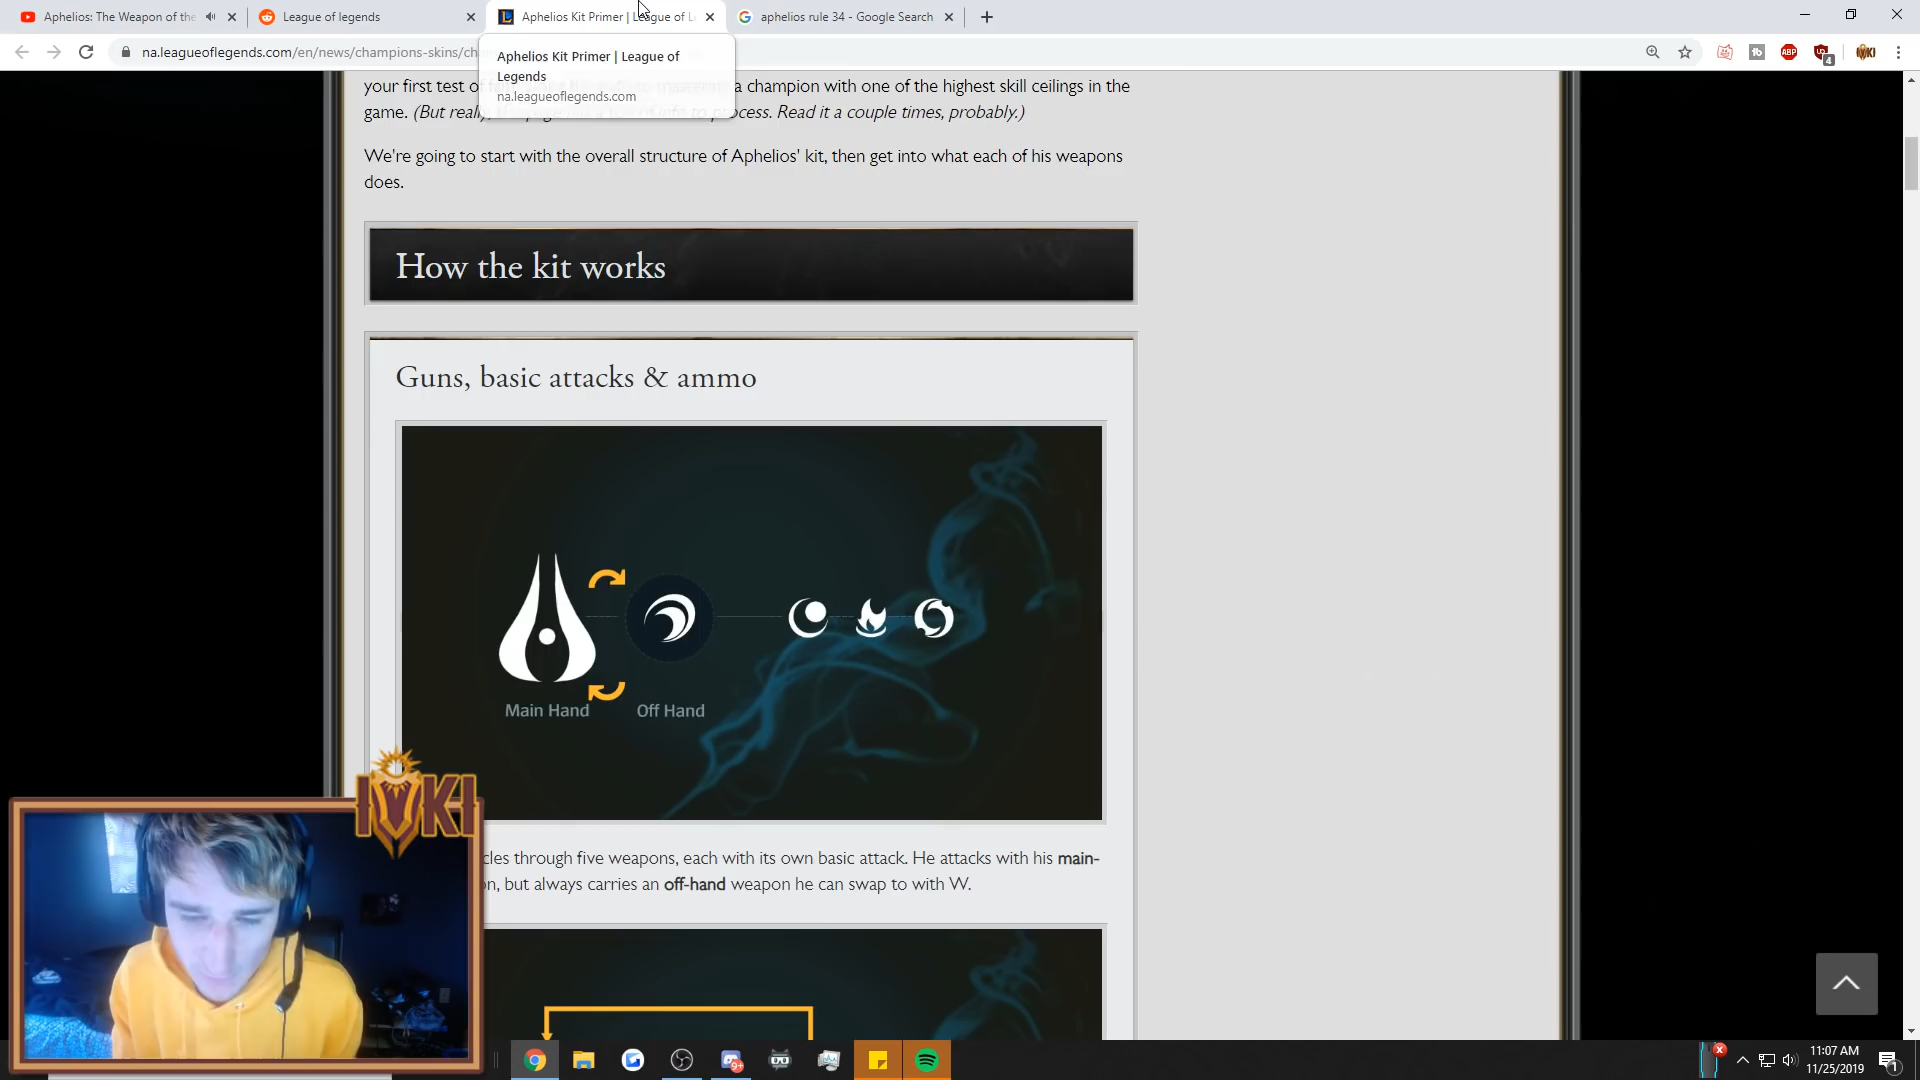 Aphelios: The Weapon of the
League of legends
Aphelios Kit Primer | League of L
aphelios rule 34 - Google Search
na.leagueoflegends.com/en/news/champions-skins/ch
Aphelios Kit Primer | League of
Legends
na.leagueoflegends.com
your first test of
a champion with one of the highest skill ceilings in the
game. (But really, to process. Read it a couple times, probably.)
We're going to start with the overall structure of Aphelios' kit, then get into what each of his weapons
does.
How the kit works
Guns, basic attacks & ammo
Main Hand
Off Hand
IVKI
cles through five weapons, each with its own basic attack. He attacks with his main-
n, but always carries an off-hand weapon he can swap to with W.
11:07 AM
11/25/2019